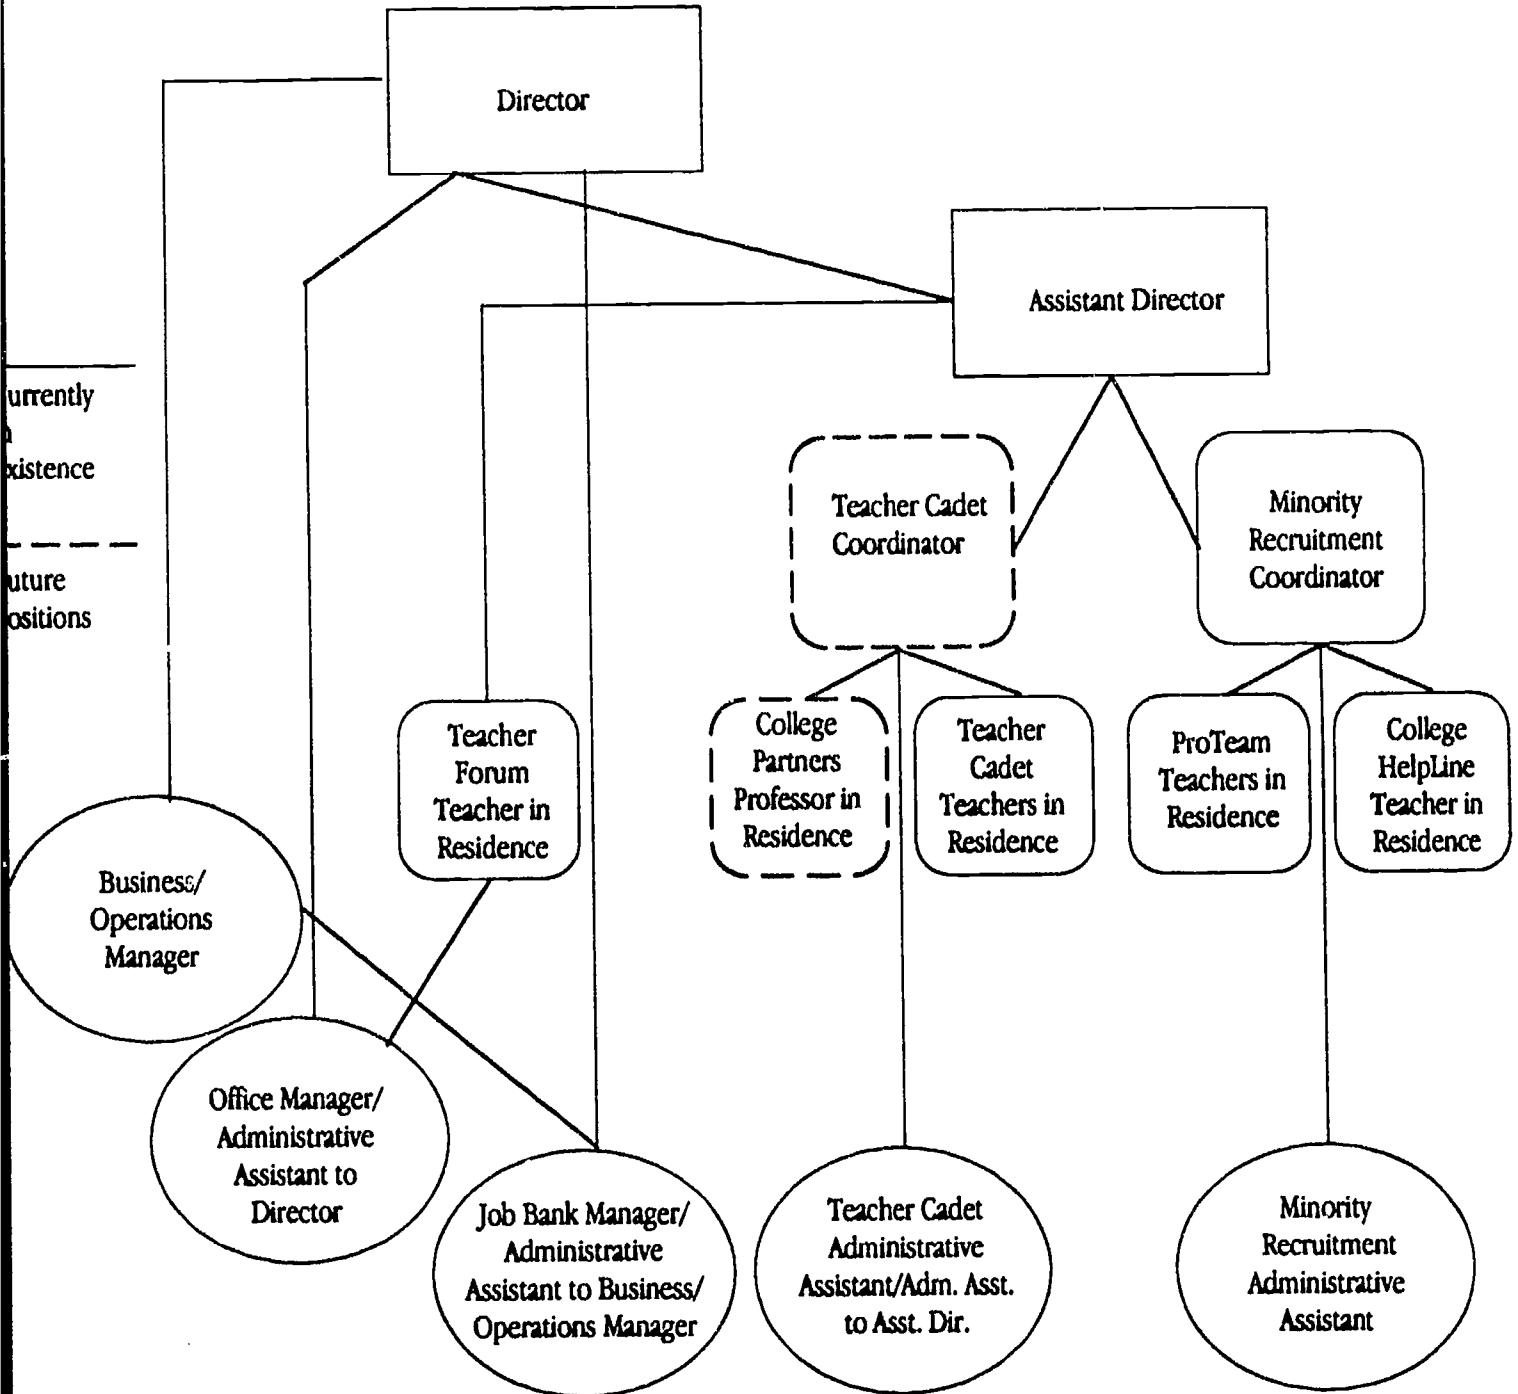 Director
Assistant Director
urrently
xistence
uture
ositions
Teacher Cadet
Coordinator
Minority
Recruitment
Coordinator
Teacher
Forum
Teacher in
Residence
College
Partners
Professor in
Residence
Teacher
Cadet
Teachers in
Residence
ProTeam
Teachers in
Residence
College
HelpLine
Teacher in
Residence
Business/
Operations
Manager
Office Manager/
Administrative
Assistant to
Director
Job Bank Manager/
Administrative
Assistant to Business/
Operations Manager
Teacher Cadet
Administrative
Assistant/Adm. Asst.
to Asst. Dir.
Minority
Recruitment
Administrative
Assistant